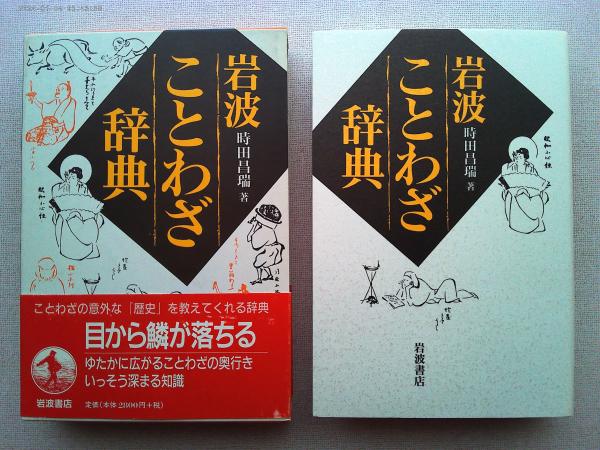 岩波
ことわざ
辞典
時田昌瑞 著
ことわざの意外な「歴史」を教えてくれる辞典
目から鱗が落ちる
ゆたかに広がることわざの奥行き
いっそう深まる知識
岩波書店
定価(本体2800円+税)
岩波
ことわざ
辞典
時田昌瑞 著
岩波書店